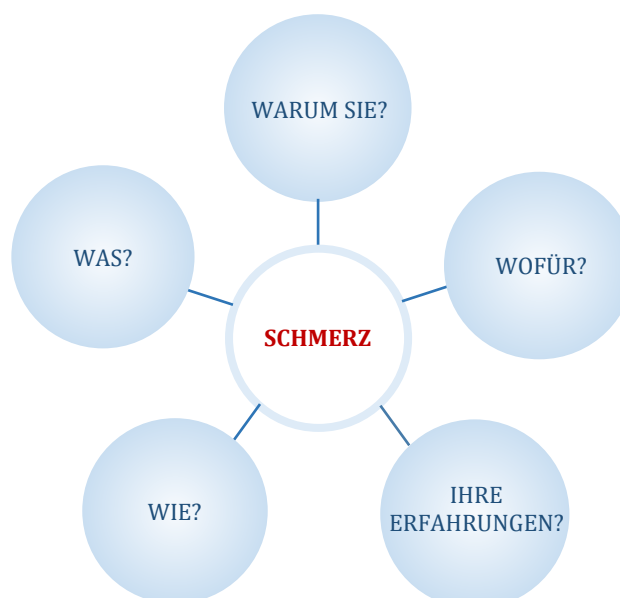 WARUM SIE?
WAS?
WOFÜR?
SCHMERZ
WIE?
IHRE
ERFAHRUNGEN?